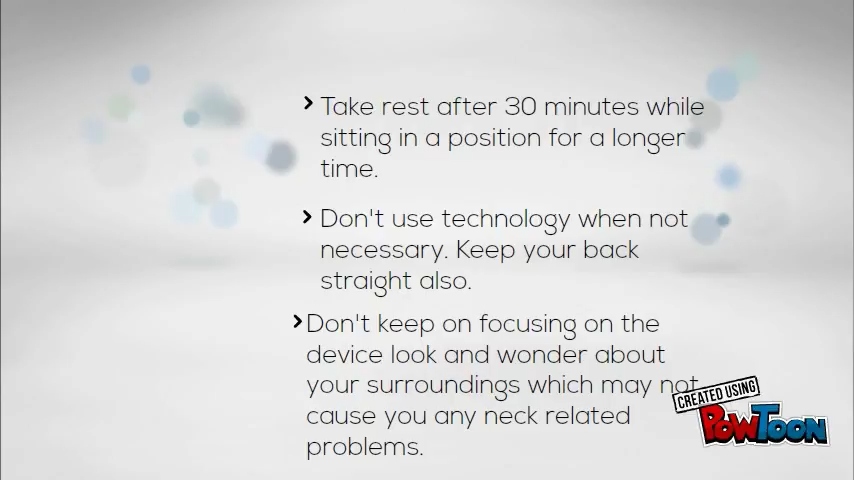 Take rest after 30 minutes while
sitting in a position for a longer
time.
Don't use technology when not
necessary. Keep your back
straight also.
Don't keep on focusing on the
device look and wonder about
your surroundings which may not
cause you any neck related
problems.
CREATED USING
POWTOON